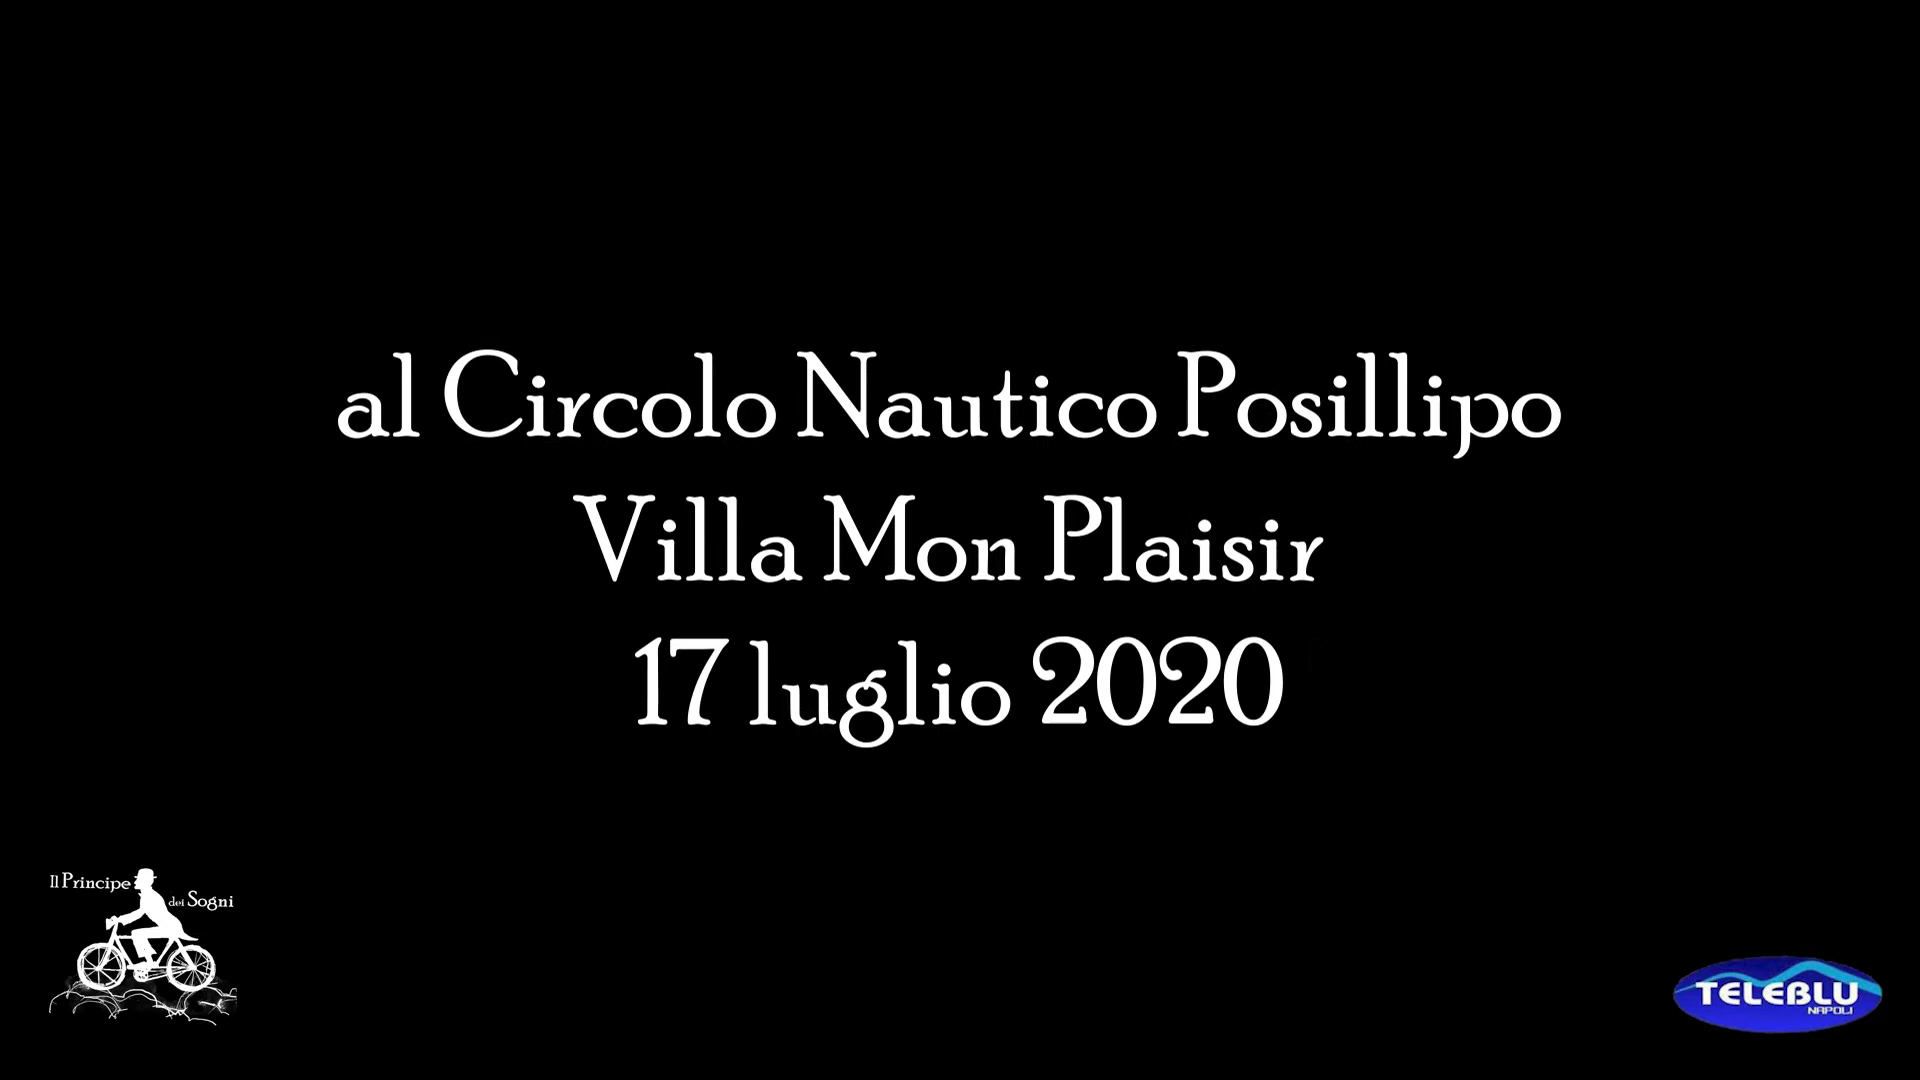 al Circolo Nautico Posillipo
Villa Mon Plaisir
17 luglio 2020
Il Principe
dei Sogni
TELEBLU
NAPOLI